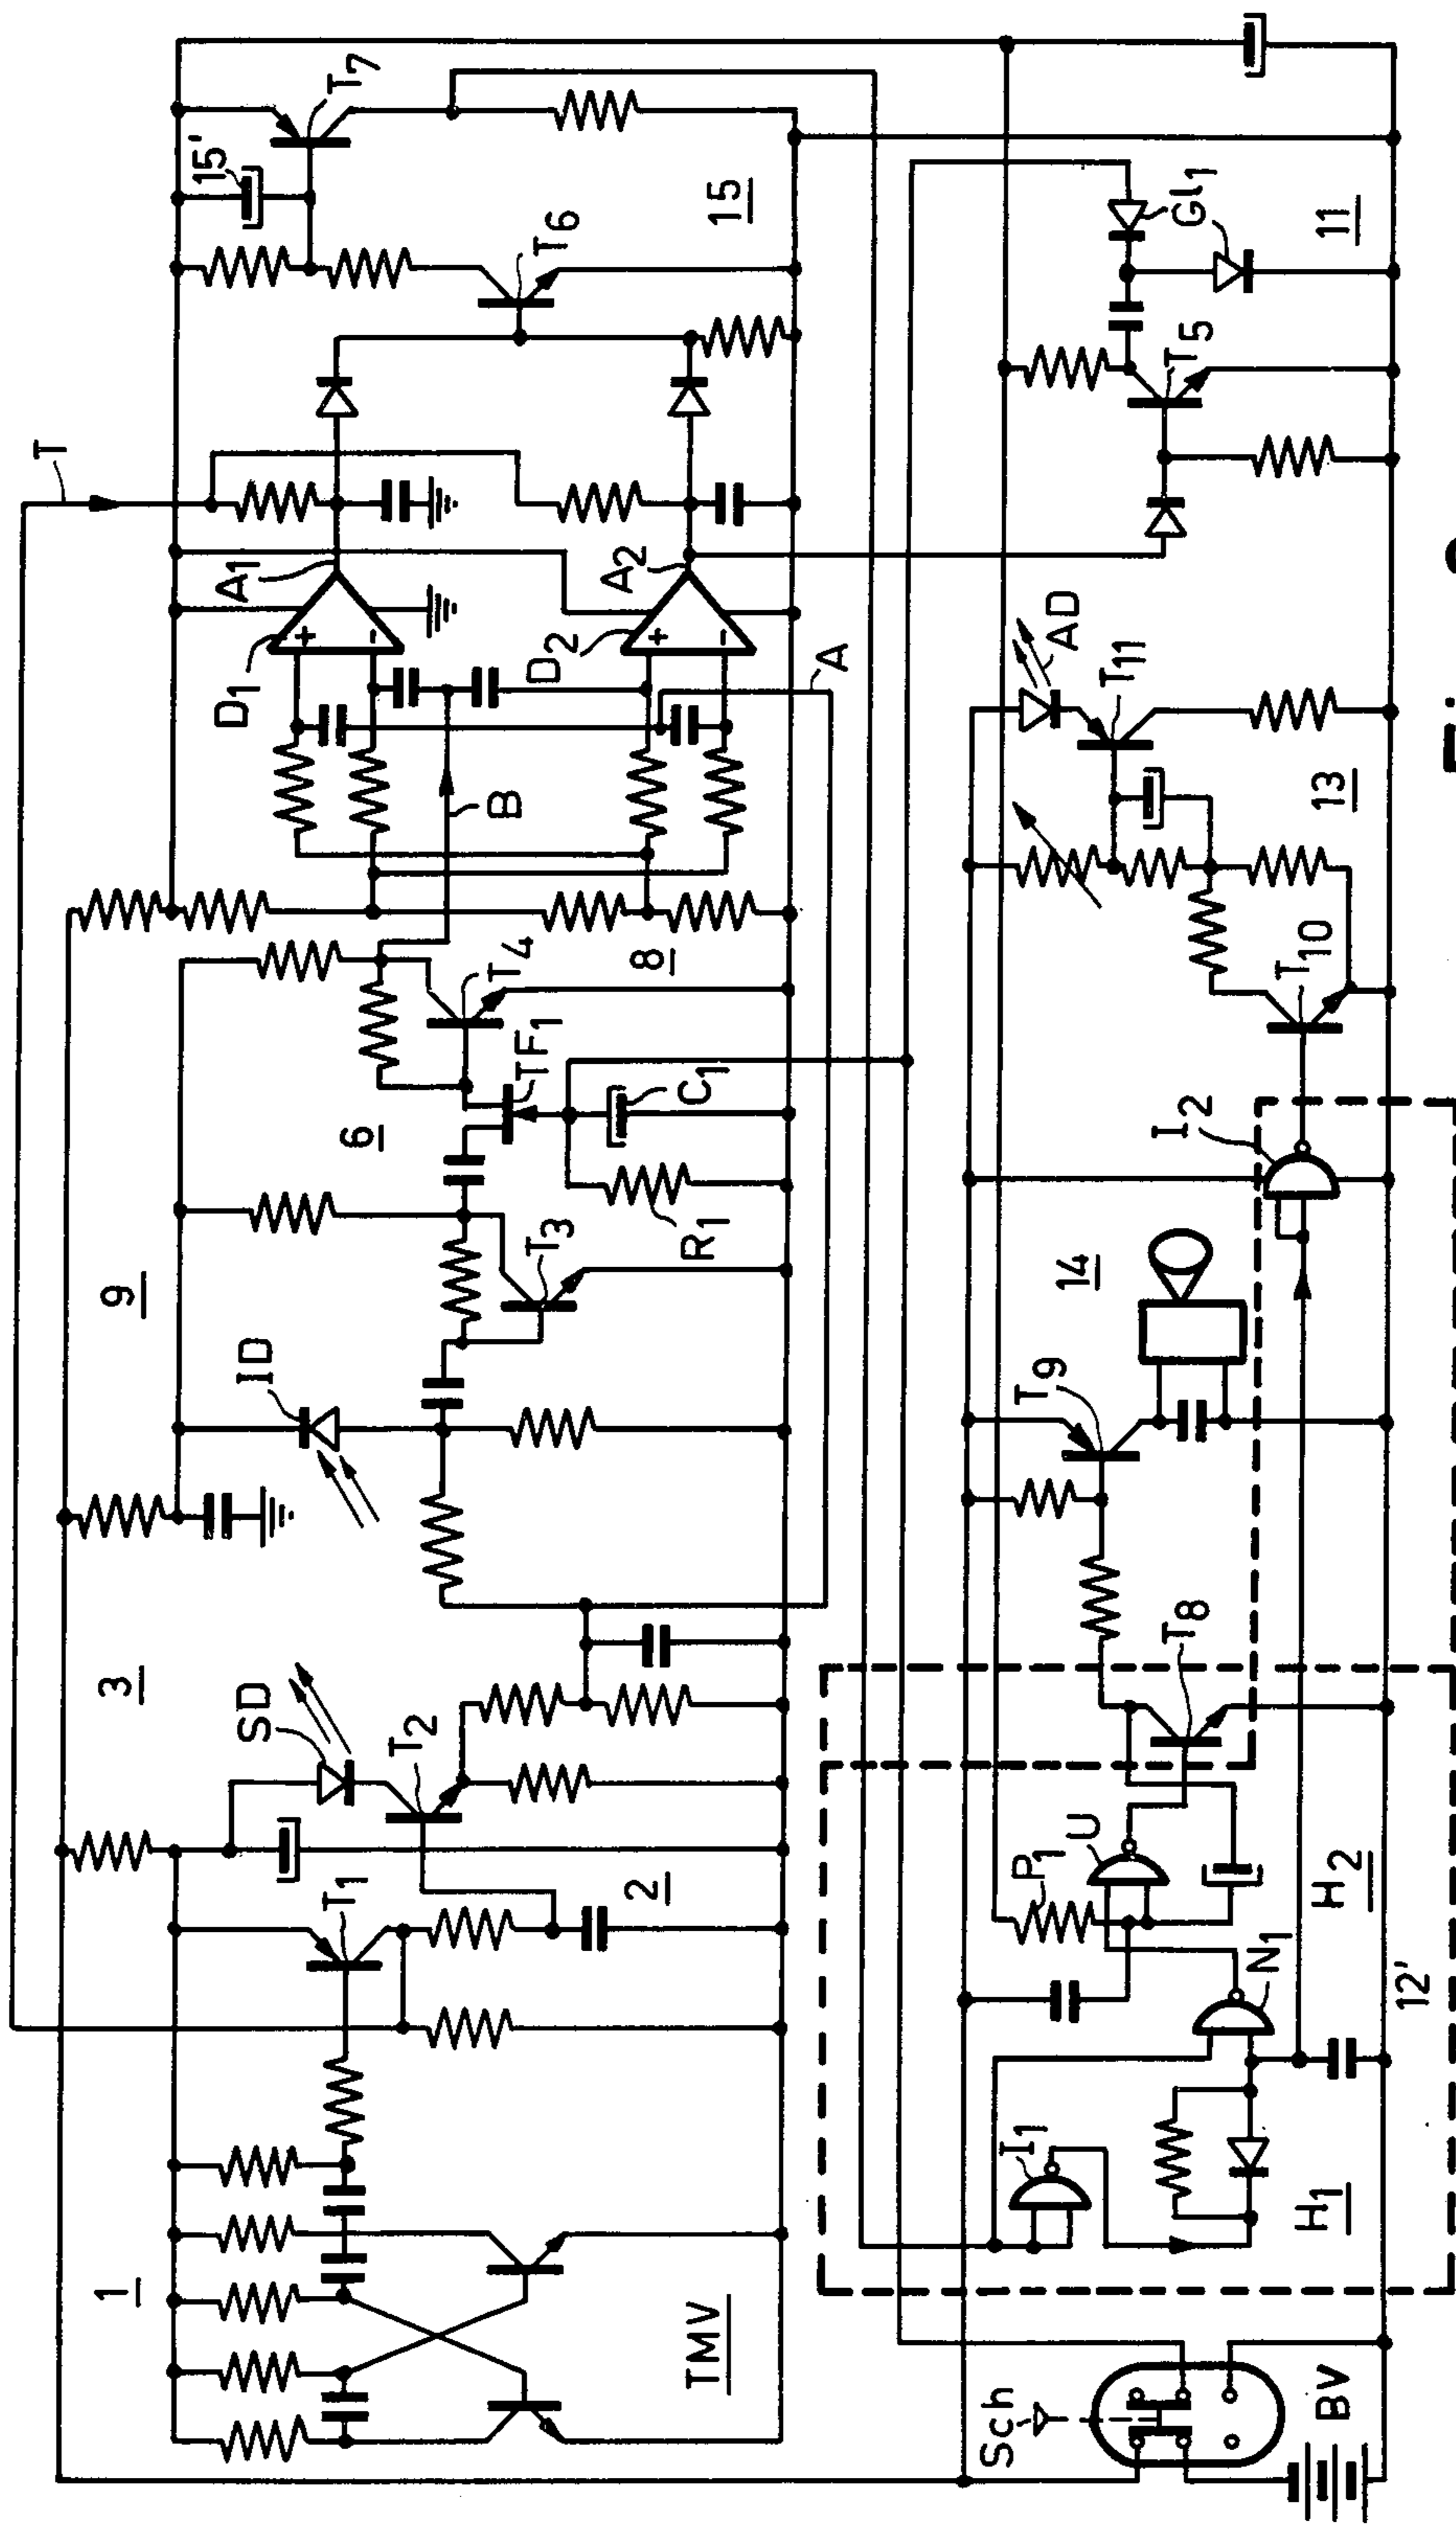 T
1
TMV
T1
2
T2
SD
3
ID
9
T3
R1
6
TF1
C1
T4
8
B
D1
A1
+
-
D2
A2
+
-
A
T6
15
15'
T7
Sch
BV
I1
H1
N1
12'
P1
U
H2
T8
T9
14
I2
T10
13
T11
AD
T5
Gl1
11